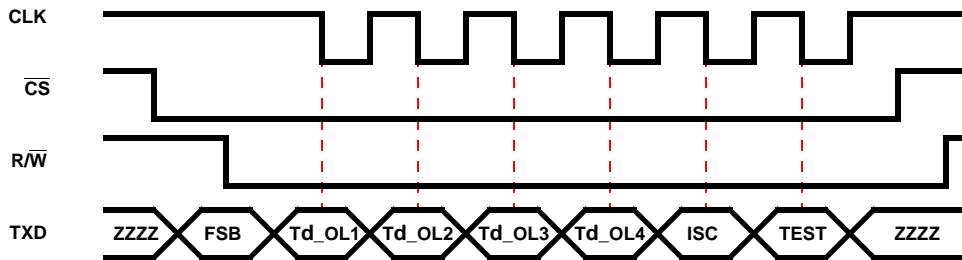 CLK
CS
R/W
TXD ZZZZ FSB Td_OL1 Td_OL2 Td_OL3 Td_OL4 ISC TEST ZZZZ